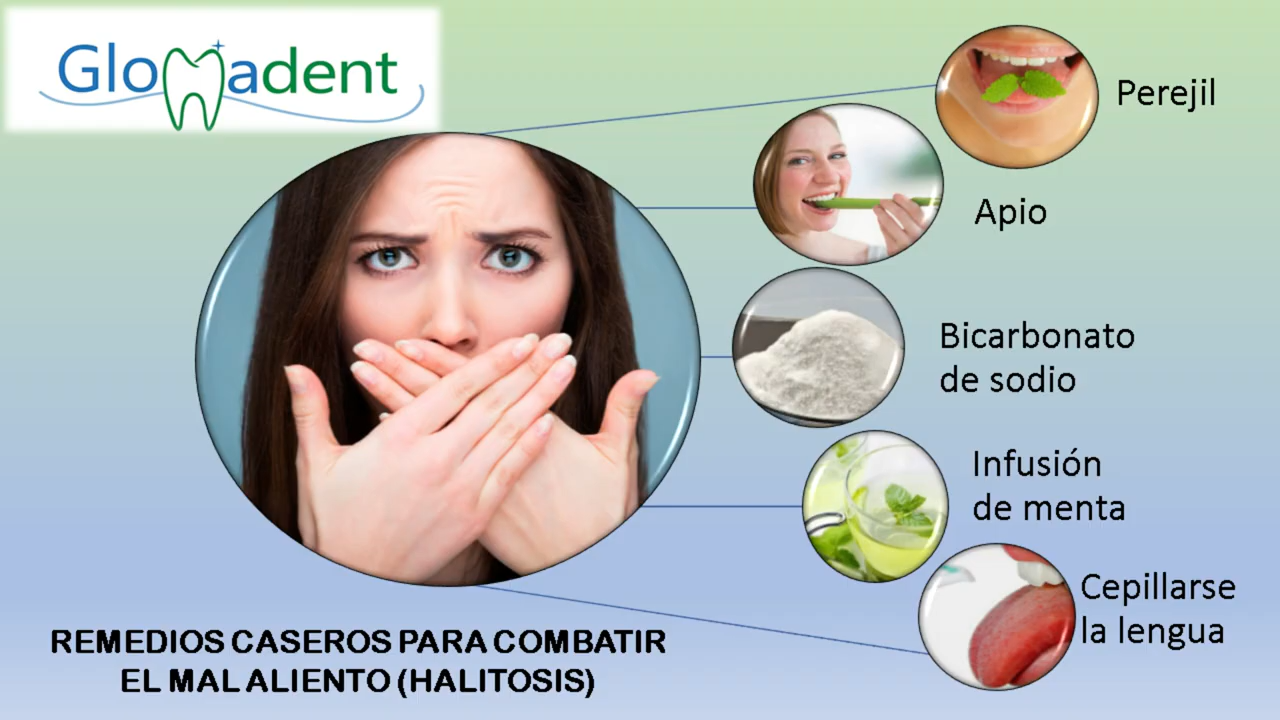 Glomadent
Perejil
Apio
Bicarbonato
de sodio
Infusión
de menta
Cepillarse
la lengua
REMEDIOS CASEROS PARA COMBATIR
EL MAL ALIENTO (HALITOSIS)